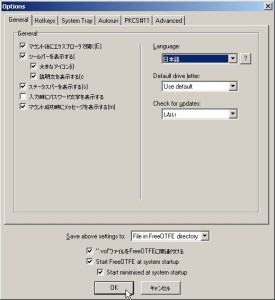 Options
General Hotkeys System Tray Autorun PKCS#11 Advanced
General:
マウント後にエクスプローラで開く(E)
ツールバーを表示する(
大きなアイコン(i)
説明文を表示する(c
ステータスバーを表示する(s)
入力時にパスワード文字を表示する
マウント成功時にメッセージを表示する(m)
Language:
日本語
?
Default drive letter:
Use default
Check for updates:
しない
Save above settings to: File in FreeOTFE directory
".vol"ファイルをFreeOTFEに関連付ける
Start FreeOTFE at system startup
Start minimised at system startup
OK キャンセル